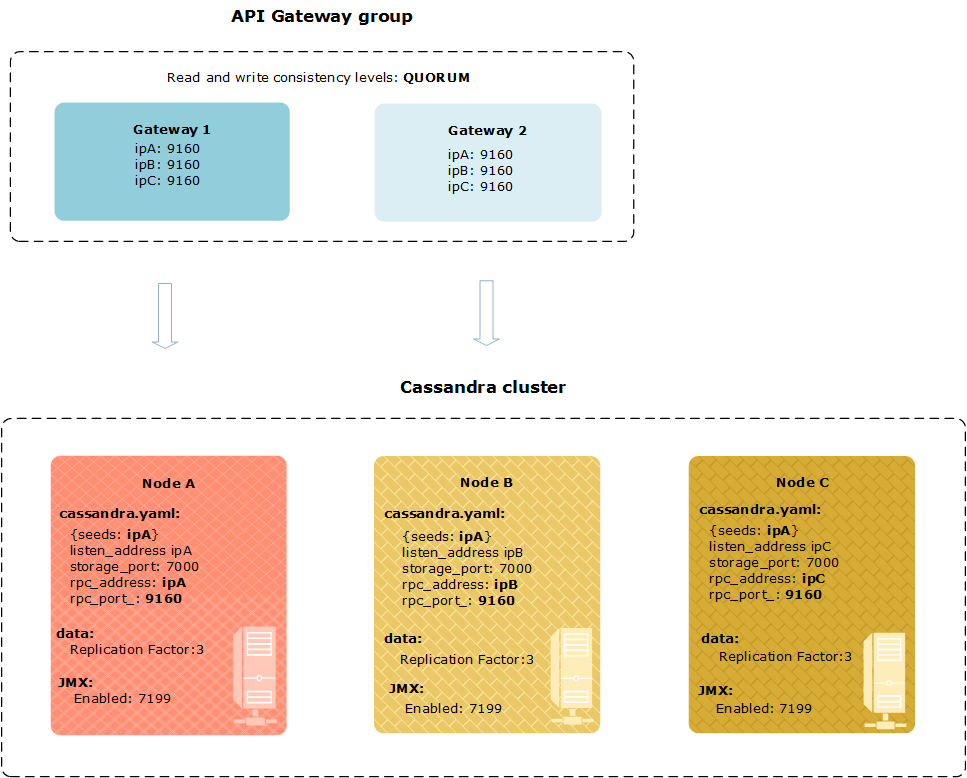 API Gateway group
Read and write consistency levels: QUORUM
Gateway 1
ipA: 9160
ipB: 9160
ipC: 9160
Gateway 2
ipA: 9160
ipB: 9160
ipC: 9160
Cassandra cluster
Node A
cassandra.yaml:
{seeds: ipA}
listen_address ipA
storage_port: 7000
rpc_address: ipA
rpc_port_: 9160
data:
Replication Factor:3
JMX:
Enabled: 7199
Node B
cassandra.yaml:
{seeds: ipA}
listen_address ipB
storage_port: 7000
rpc_address: ipB
rpc_port_: 9160
data:
Replication Factor:3
JMX:
Enabled: 7199
Node C
cassandra.yaml:
{seeds: ipA}
listen_address ipC
storage_port: 7000
rpc_address: ipC
rpc_port_: 9160
data:
Replication Factor:3
JMX:
Enabled: 7199